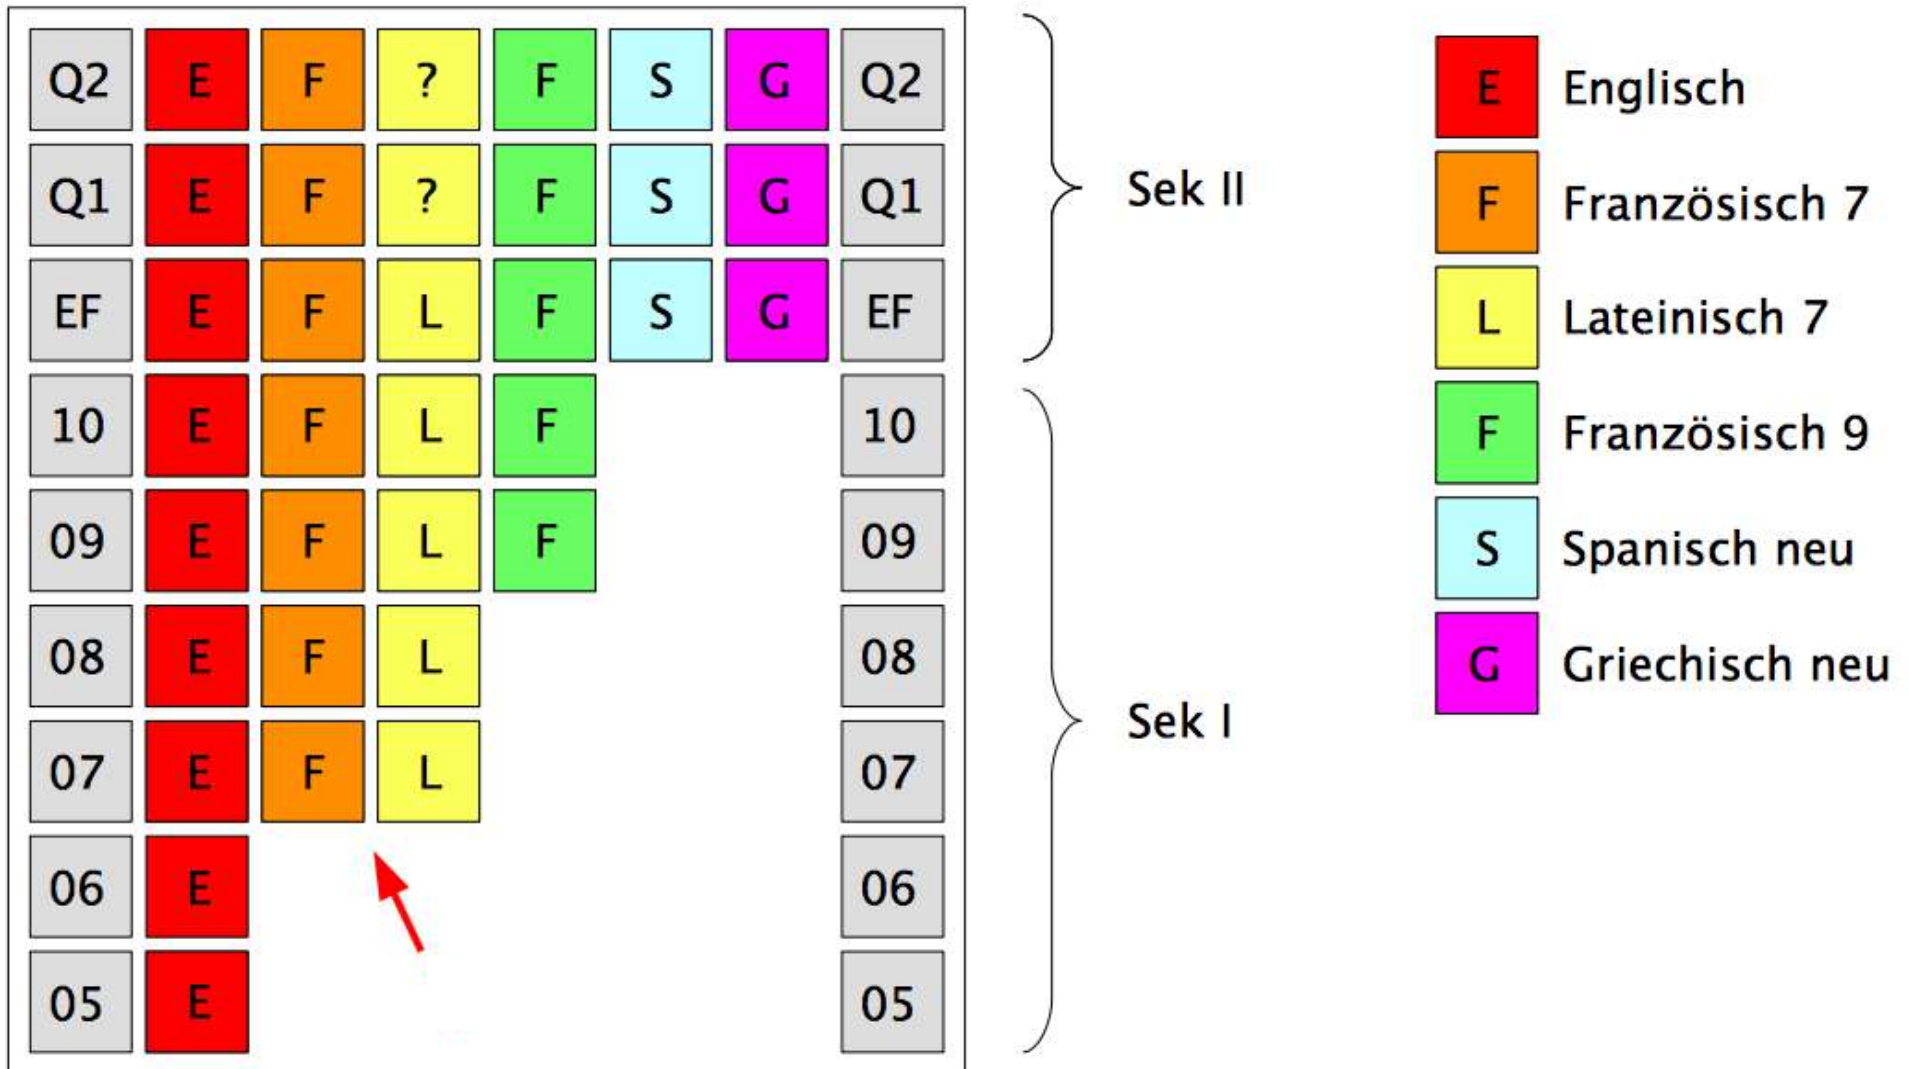 Q2 E F ? F S G Q2
Q1 E F ? F S G Q1
EF E F L F S G EF
10 E F L F 10
09 E F L F 09
08 E F L 08
07 E F L 07
06 E 06
05 E 05
Sek II
Sek I
E Englisch
F Französisch 7
L Lateinisch 7
F Französisch 9
S Spanisch neu
G Griechisch neu